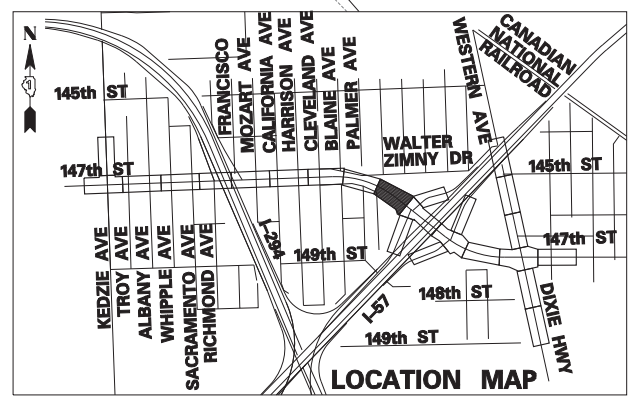 N
FRANCISCO
MOZART AVE
CALIFORNIA AVE
HARRISON AVE
CLEVELAND AVE
BLAINE AVE
PALMER AVE
WESTERN AVE
CANADIAN
NATIONAL
RAILROAD
145th ST
WALTER
ZIMNY DR
147th ST
145th ST
KEDZIE AVE
TROY AVE
ALBANY AVE
WHIPPLE AVE
SACRAMENTO AVE
RICHMOND AVE
I-294
149th ST
147th ST
I-57
148th ST
149th ST
DIXIE HWY
LOCATION MAP